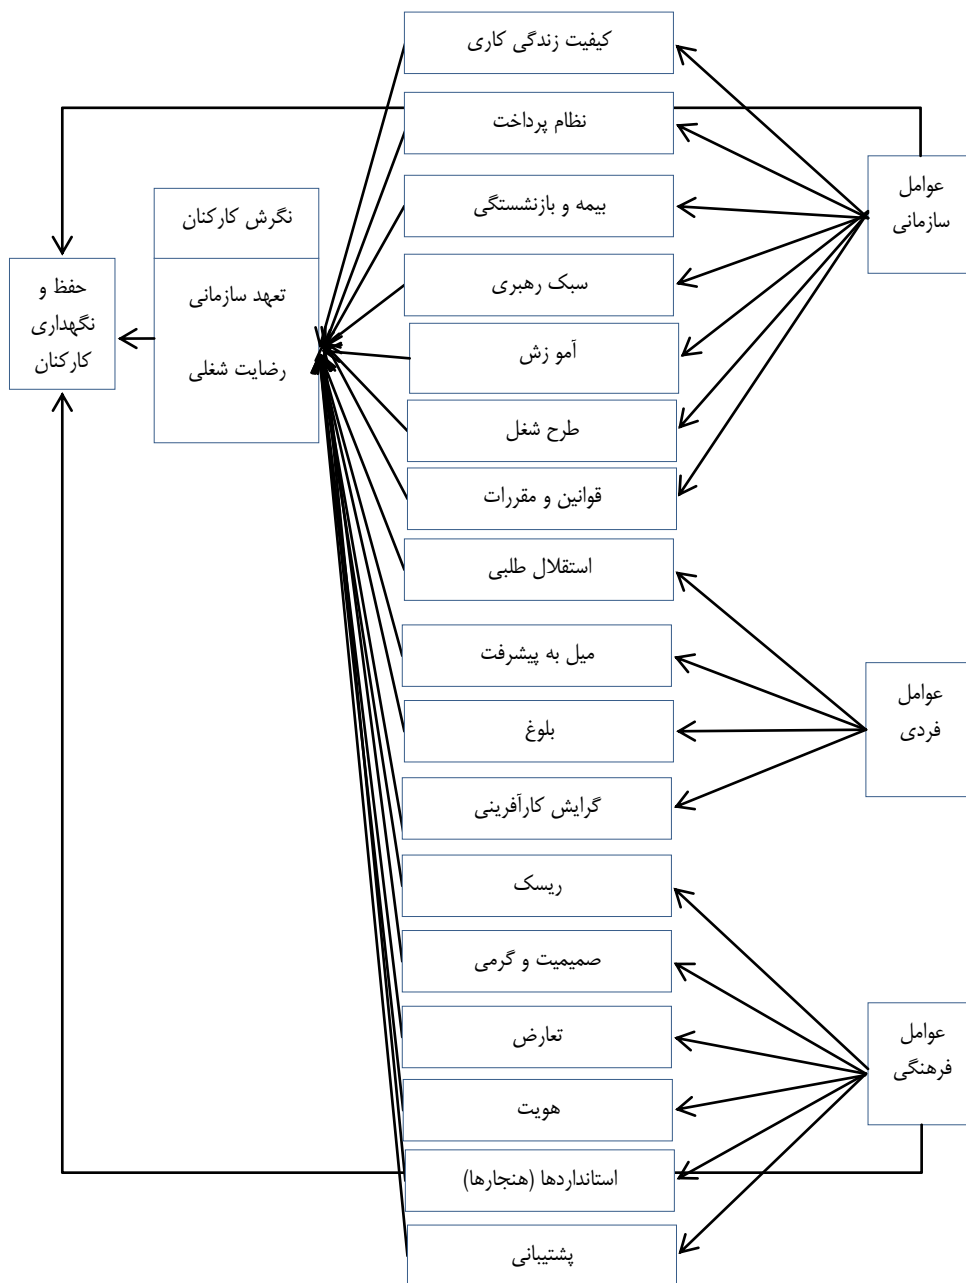 کیفیت زندگی کاری
نظام پرداخت
بیمه و بازنشستگی
سبک رهبری
آمو زش
طرح شغل
قوانین و مقررات
استقلال طلبی
میل به پیشرفت
بلوغ
گرایش کارآفرینی
ریسک
صمیمیت و گرمی
تعارض
هویت
استانداردها (هنجارها)
پشتیبانی
عوامل
سازمانی
عوامل
فردی
عوامل
فرهنگی
نگرش کارکنان
تعهد سازمانی
رضایت شغلی
حفظ و
نگهداری
کارکنان